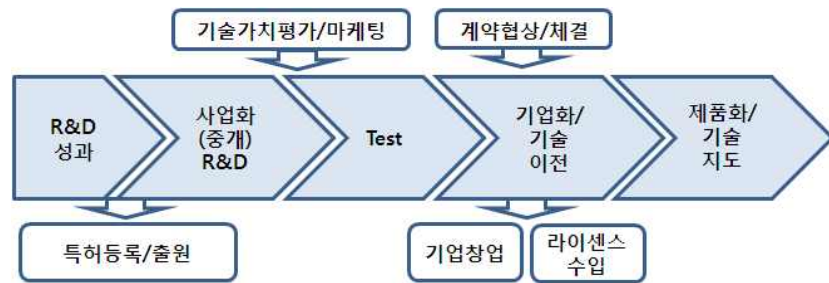 기술가치평가/마케팅
계약협상/체결
R&D
성과
사업화
(중개)
R&D
Test
기업화/
기술
이전
제품화/
기술
지도
특허등록/출원
기업창업
라이센스
수입